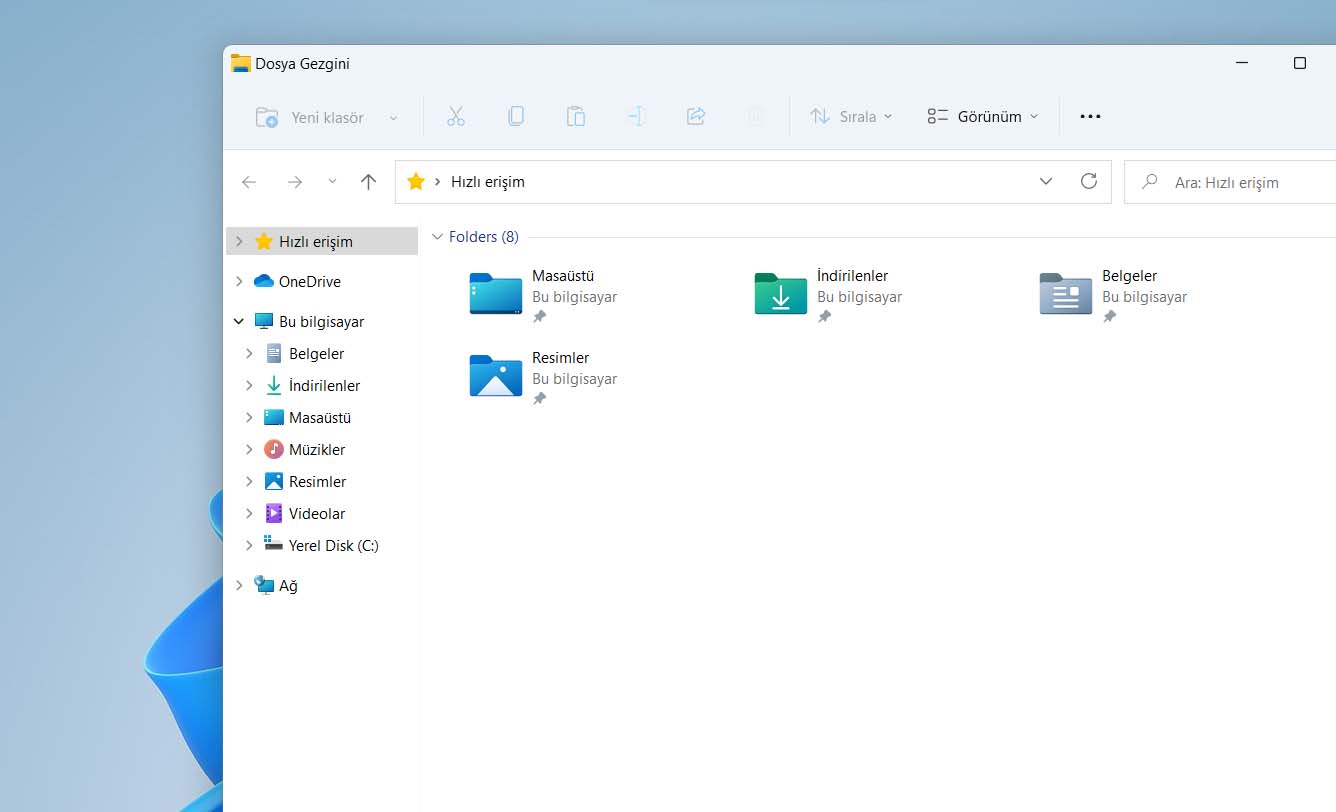 Dosya Gezgini
Yeni klasör
Sırala
Görünüm
Hızlı erişim
Ara: Hızlı erişim
Hızlı erişim
OneDrive
Bu bilgisayar
Belgeler
İndirilenler
Masaüstü
Müzikler
Resimler
Videolar
Yerel Disk (C:)
Ağ
Folders (8)
Masaüstü
Bu bilgisayar
İndirilenler
Bu bilgisayar
Belgeler
Bu bilgisayar
Resimler
Bu bilgisayar